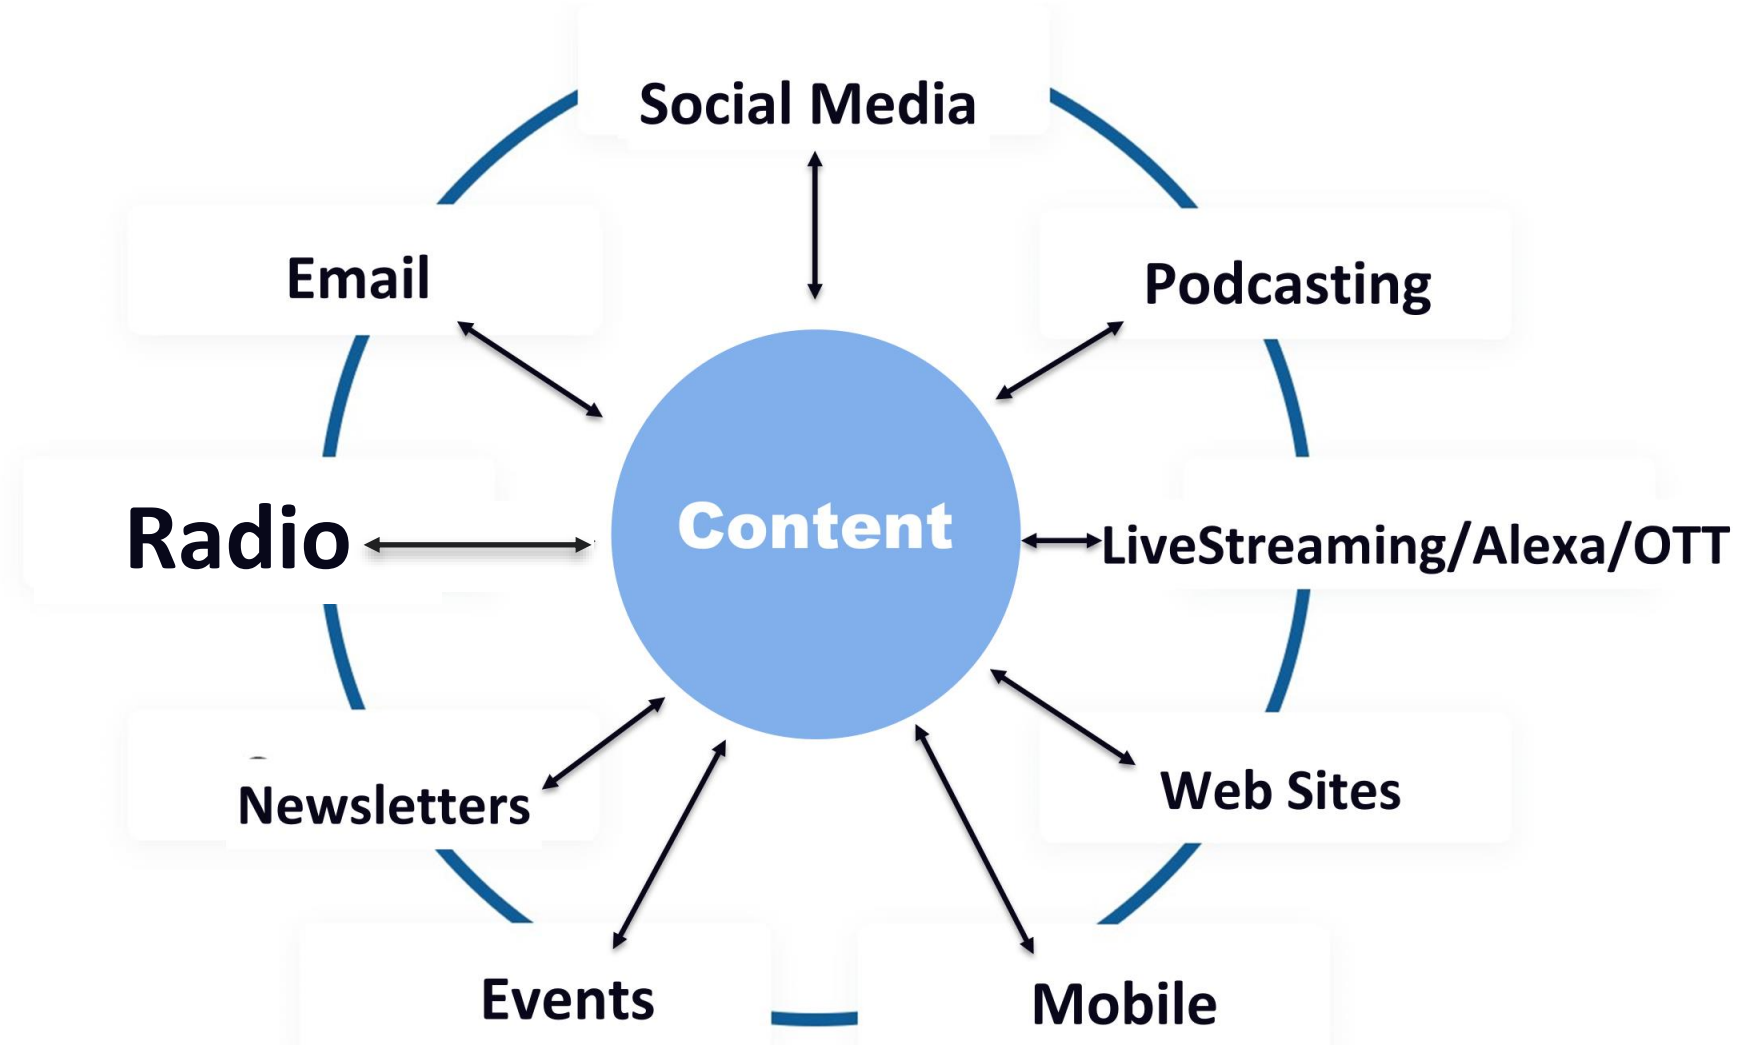 Social Media
Email
Podcasting
Radio
Content
LiveStreaming/Alexa/OTT
Newsletters
Web Sites
Events
Mobile